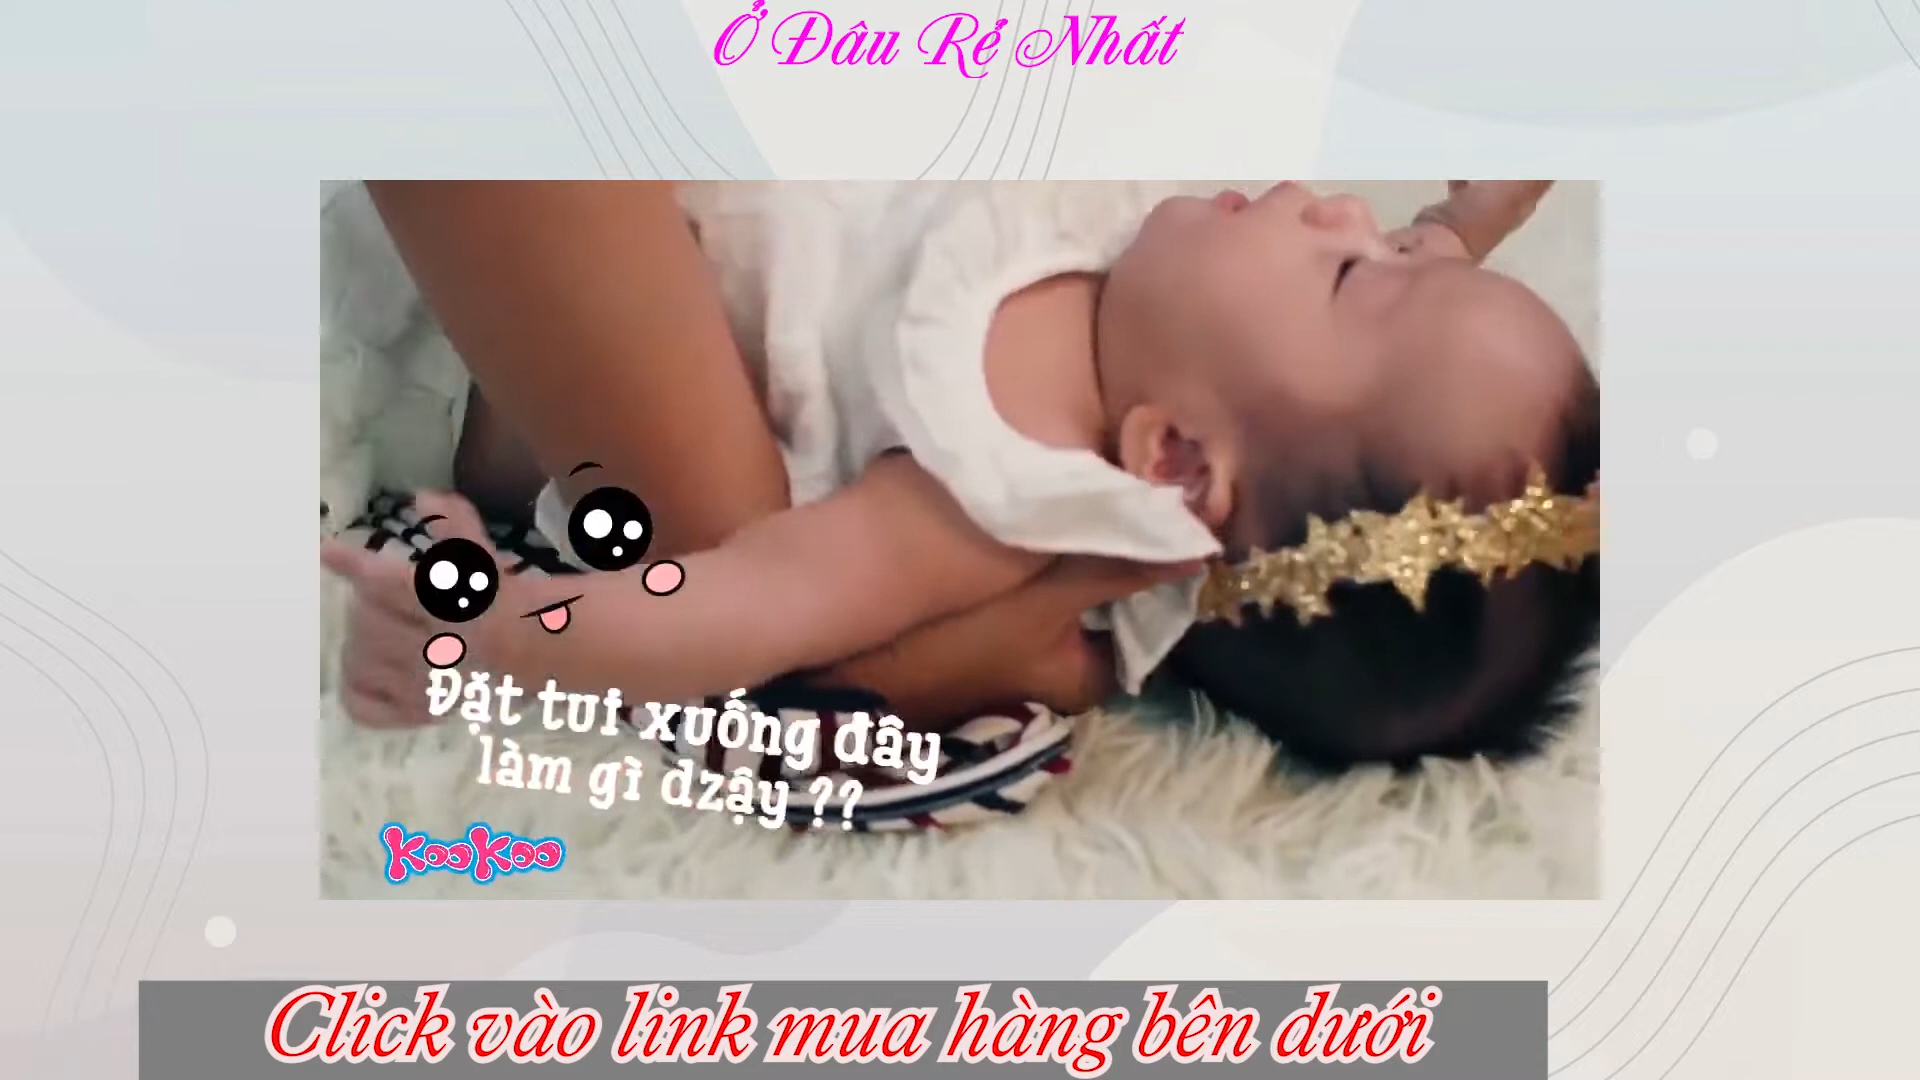 Ở Đâu Rẻ Nhất
Đặt tui xuống đây
làm gì dzậy ??
KooKoo
Click vào link mua hàng bên dưới